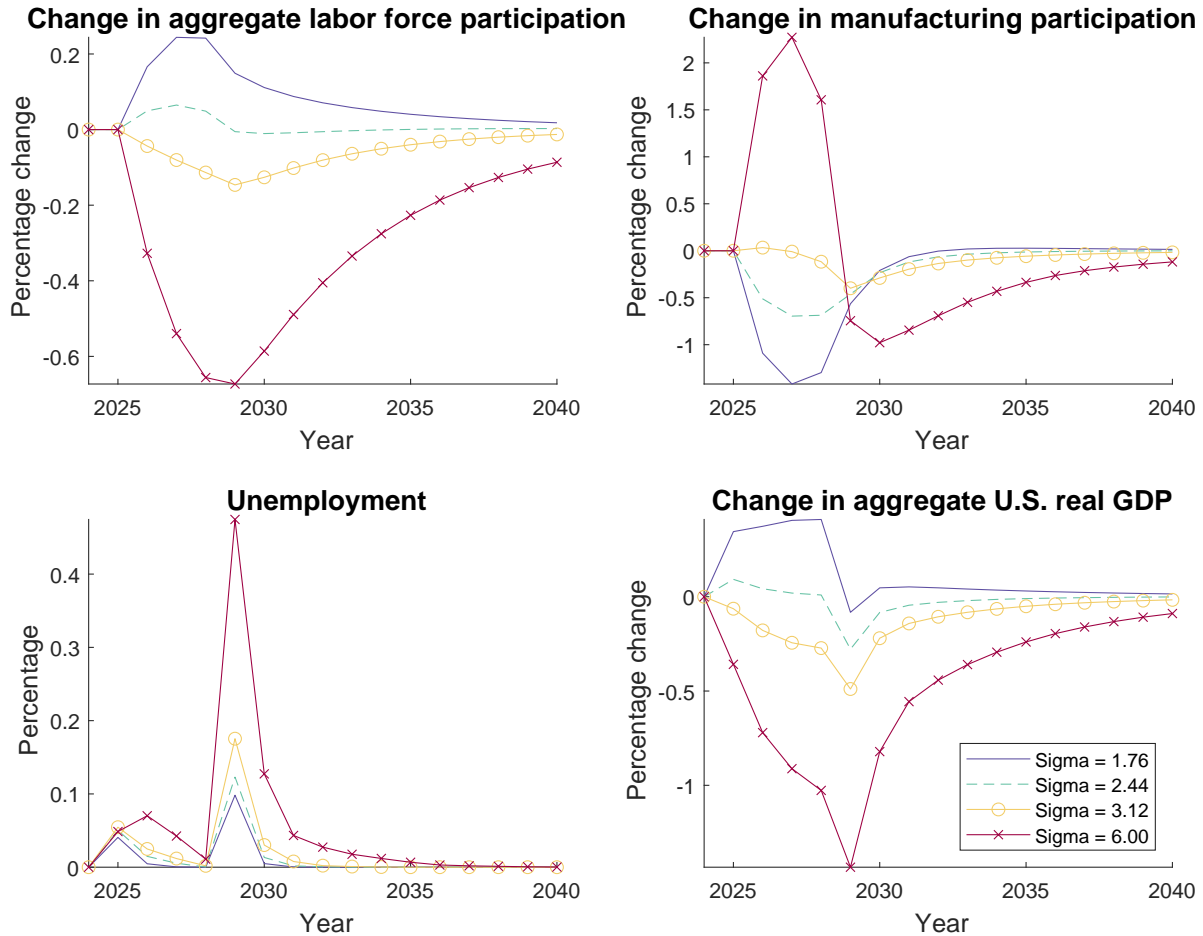 Change in aggregate labor force participation
0.2
0
-0.2
-0.4
-0.6
Percentage change
2025
2030
2035
2040
Year
Change in manufacturing participation
2
1.5
1
0.5
0
-0.5
-1
Percentage change
2025
2030
2035
2040
Year
Unemployment
0.4
0.3
0.2
0.1
0
Percentage
2025
2030
2035
2040
Year
Change in aggregate U.S. real GDP
0
-0.5
-1
Percentage change
Sigma = 1.76
Sigma = 2.44
Sigma = 3.12
Sigma = 6.00
2025
2030
2035
2040
Year